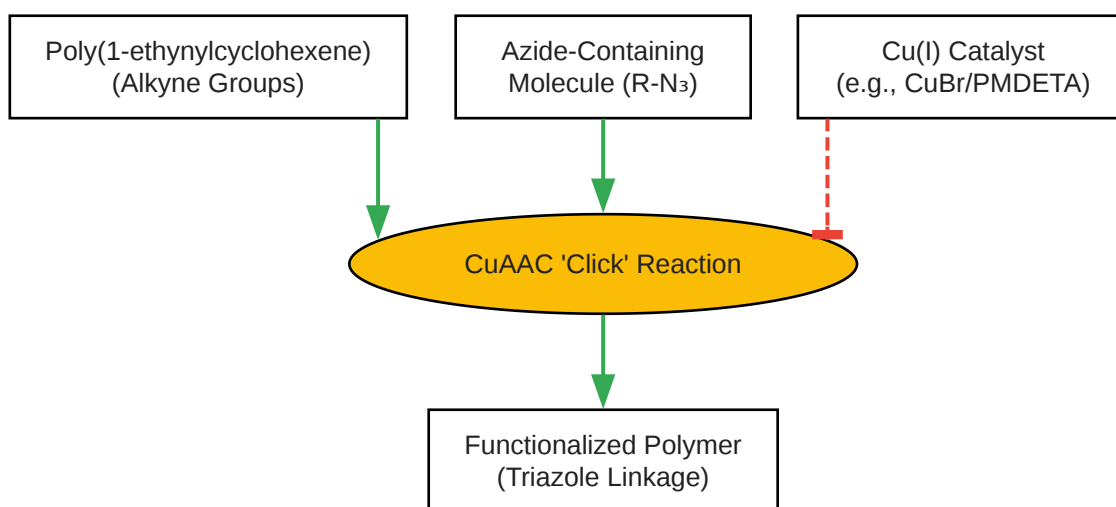 Poly(1-ethynylcyclohexene)
(Alkyne Groups)
Azide-Containing
Molecule (R-N₃)
Cu(I) Catalyst
(e.g., CuBr/PMDETA)
CuAAC 'Click' Reaction
Functionalized Polymer
(Triazole Linkage)